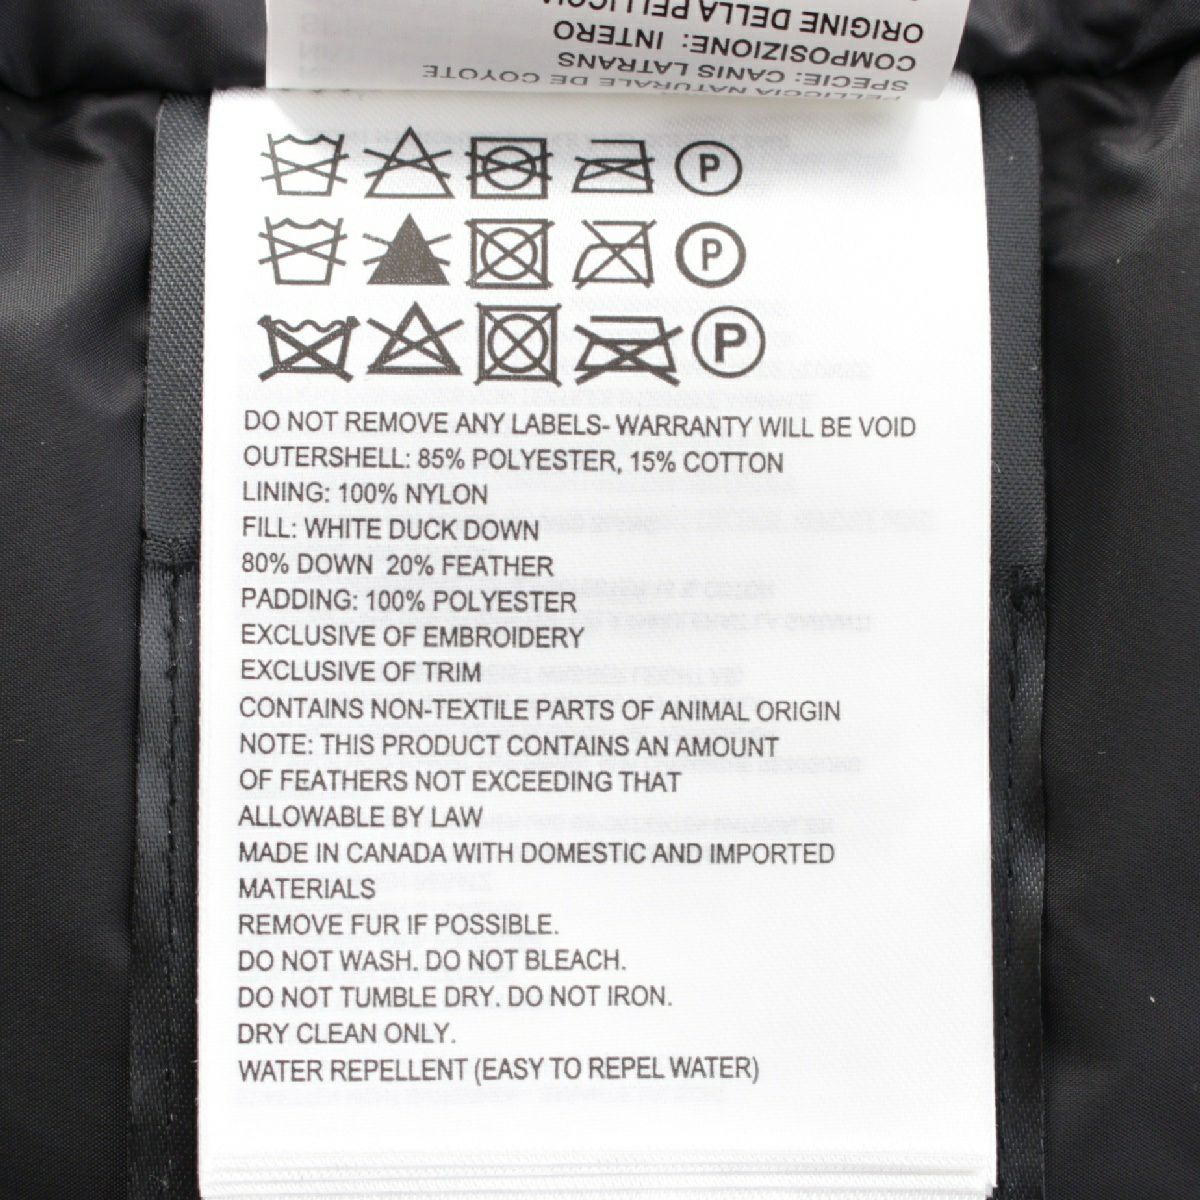 ORIGINE DELLA PELLICCIA
COMPOSIZIONE: INTERO
SPECIE: CANIS LATRANS
PELLICCIA NATURALE DE COYOTE
P
P
P
DO NOT REMOVE ANY LABELS- WARRANTY WILL BE VOID
OUTERSHELL: 85% POLYESTER, 15% COTTON
LINING: 100% NYLON
FILL: WHITE DUCK DOWN
80% DOWN 20% FEATHER
PADDING: 100% POLYESTER
EXCLUSIVE OF EMBROIDERY
EXCLUSIVE OF TRIM
CONTAINS NON-TEXTILE PARTS OF ANIMAL ORIGIN
NOTE: THIS PRODUCT CONTAINS AN AMOUNT
OF FEATHERS NOT EXCEEDING THAT
ALLOWABLE BY LAW
MADE IN CANADA WITH DOMESTIC AND IMPORTED
MATERIALS
REMOVE FUR IF POSSIBLE.
DO NOT WASH. DO NOT BLEACH.
DO NOT TUMBLE DRY. DO NOT IRON.
DRY CLEAN ONLY.
WATER REPELLENT (EASY TO REPEL WATER)